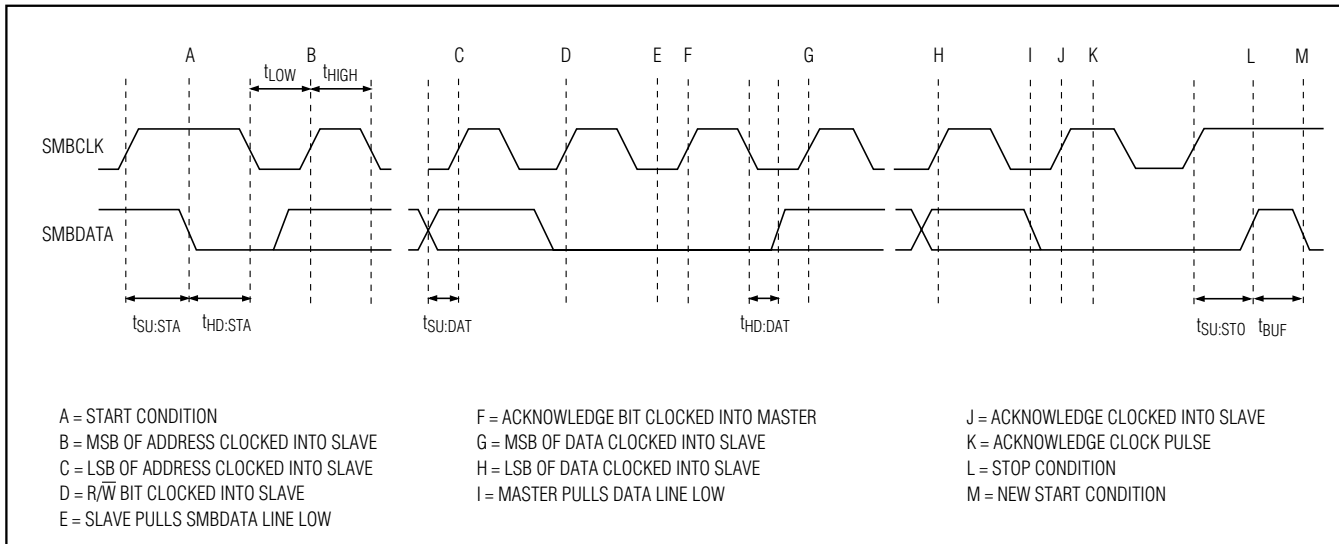 A B C D E F G H I J K L M
tLOW tHIGH
SMBCLK
SMBDATA
tSU:STA tHD:STA tSU:DAT tHD:DAT tSU:STO tBUF
A = START CONDITION
B = MSB OF ADDRESS CLOCKED INTO SLAVE
C = LSB OF ADDRESS CLOCKED INTO SLAVE
D = R/W̅ BIT CLOCKED INTO SLAVE
E = SLAVE PULLS SMBDATA LINE LOW
F = ACKNOWLEDGE BIT CLOCKED INTO MASTER
G = MSB OF DATA CLOCKED INTO SLAVE
H = LSB OF DATA CLOCKED INTO SLAVE
I = MASTER PULLS DATA LINE LOW
J = ACKNOWLEDGE CLOCKED INTO SLAVE
K = ACKNOWLEDGE CLOCK PULSE
L = STOP CONDITION
M = NEW START CONDITION